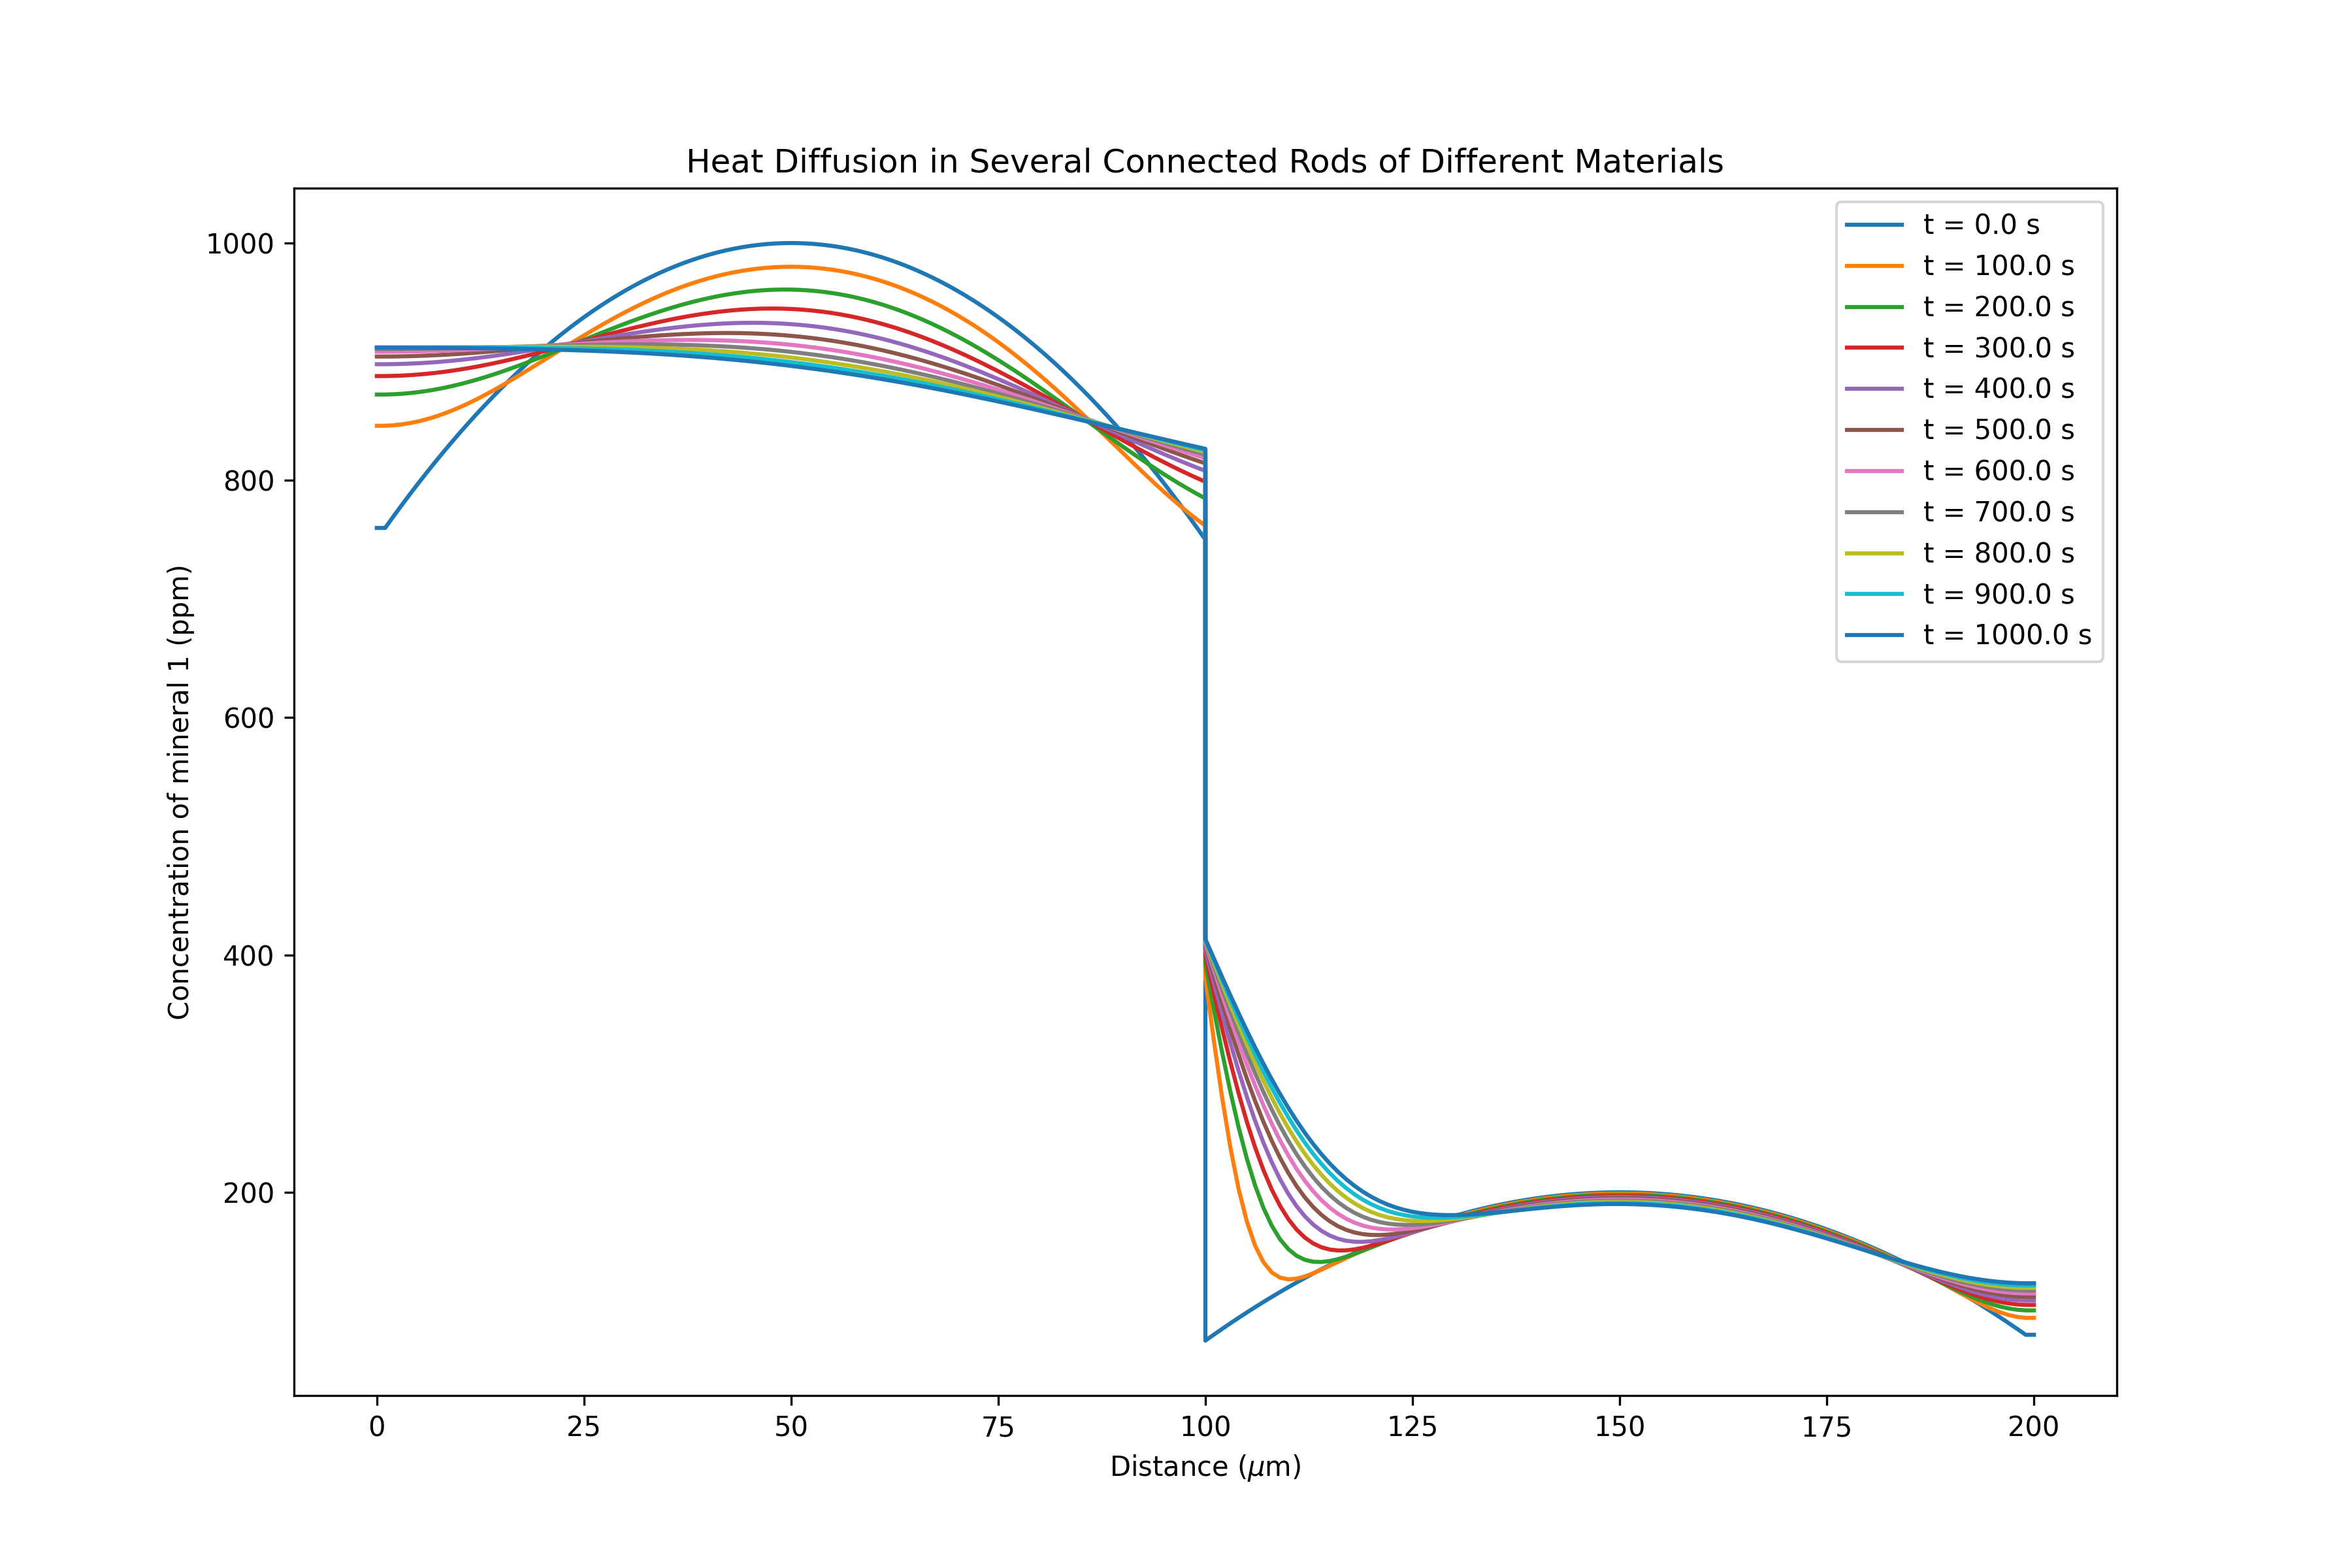 Heat Diffusion in Several Connected Rods of Different Materials
Concentration of mineral 1 (ppm)
1000
800
600
400
200
t = 0.0 s
t = 100.0 s
t = 200.0 s
t = 300.0 s
t = 400.0 s
t = 500.0 s
t = 600.0 s
t = 700.0 s
t = 800.0 s
t = 900.0 s
t = 1000.0 s
0 25 50 75 100 125 150 175 200
Distance (μm)